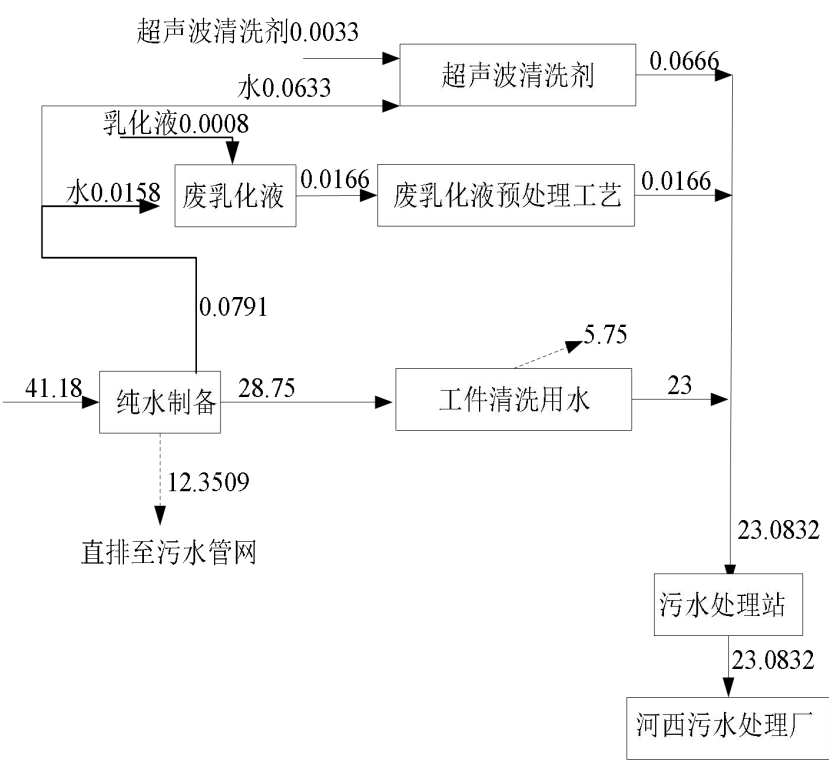 超声波清洗剂0.0033
超声波清洗剂
0.0666
水0.0633
乳化液0.0008
水0.0158
废乳化液
0.0166
废乳化液预处理工艺
0.0166
0.0791
5.75
41.18
纯水制备
28.75
工件清洗用水
23
12.3509
直排至污水管网
23.0832
污水处理站
23.0832
河西污水处理厂